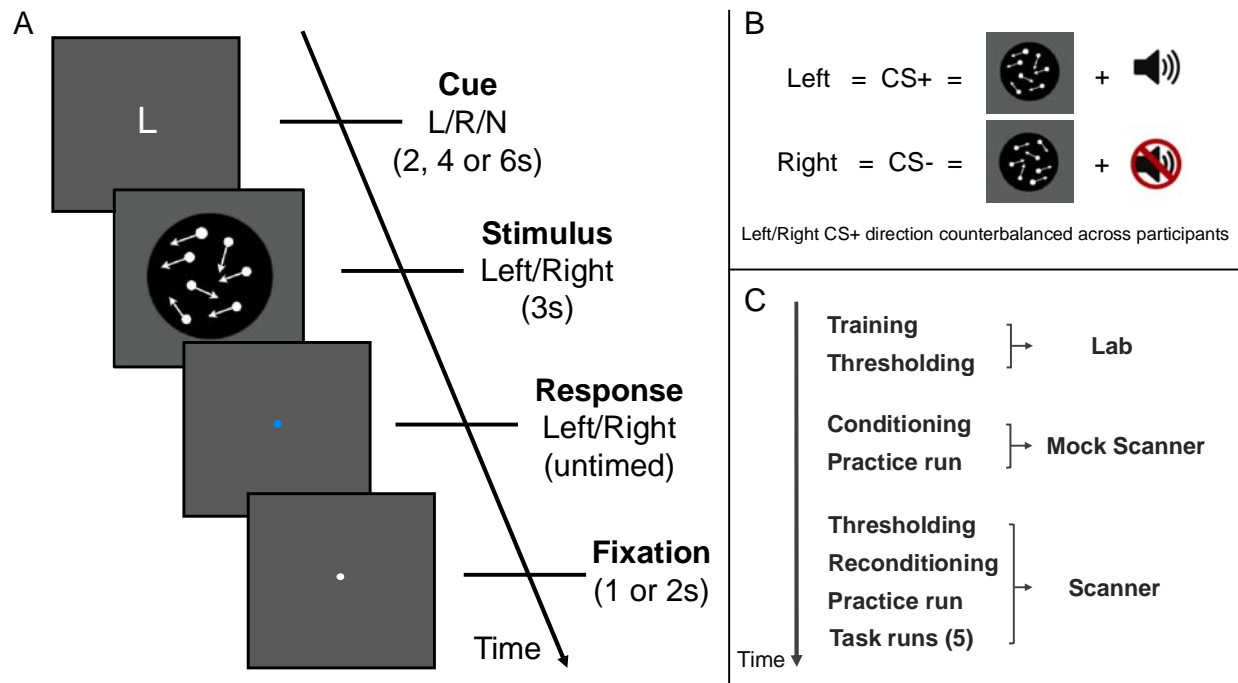 A
L
Cue
L/R/N
(2, 4 or 6s)
Stimulus
Left/Right
(3s)
Response
Left/Right
(untimed)
Fixation
(1 or 2s)
Time
B
Left = CS+ = +
Right = CS- = +
Left/Right CS+ direction counterbalanced across participants
C
Training
Thresholding
Lab
Conditioning
Practice run
Mock Scanner
Thresholding
Reconditioning
Practice run
Task runs (5)
Scanner
Time